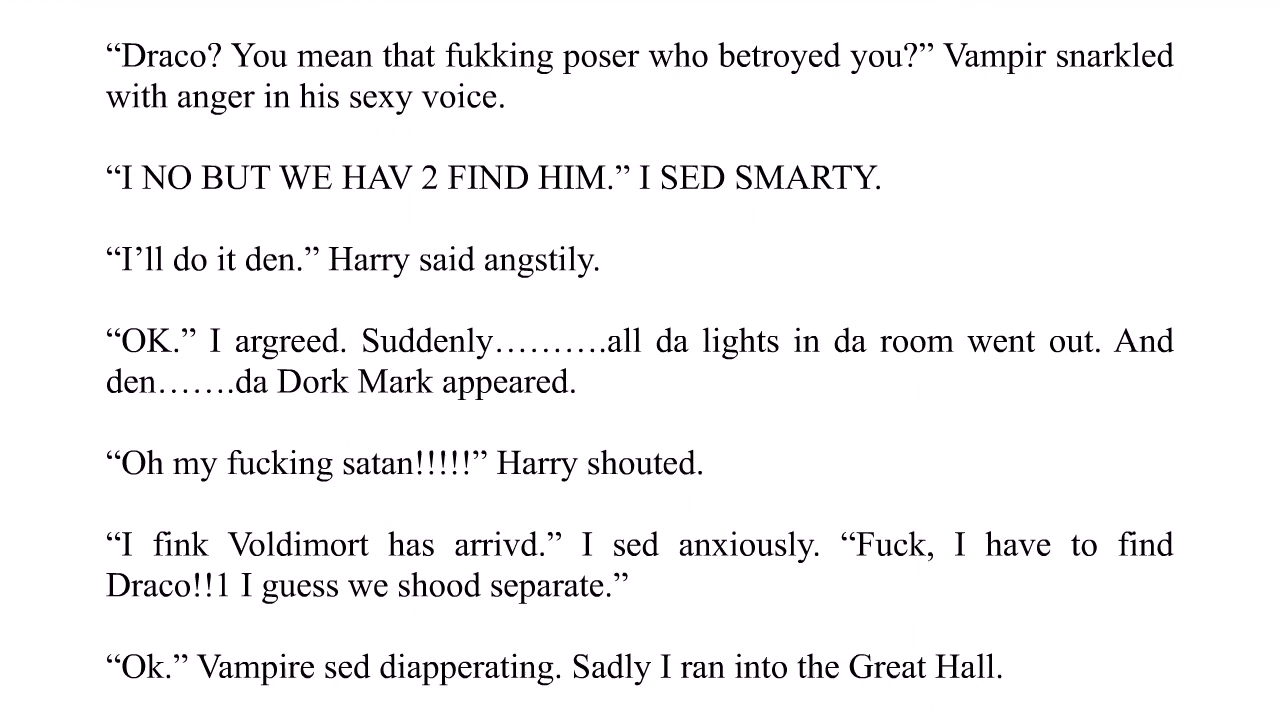 “Draco? You mean that fukking poser who betroyed you?” Vampir snarkled
with anger in his sexy voice.
“I NO BUT WE HAV 2 FIND HIM.” I SED SMARTY.
“I’ll do it den.” Harry said angstily.
“OK.” I argreed. Suddenly……….all da lights in da room went out. And
den…….da Dork Mark appeared.
“Oh my fucking satan!!!!!” Harry shouted.
“I fink Voldimort has arrivd.” I sed anxiously. “Fuck, I have to find
Draco!!1 I guess we shood separate.”
“Ok.” Vampire sed diapperating. Sadly I ran into the Great Hall.